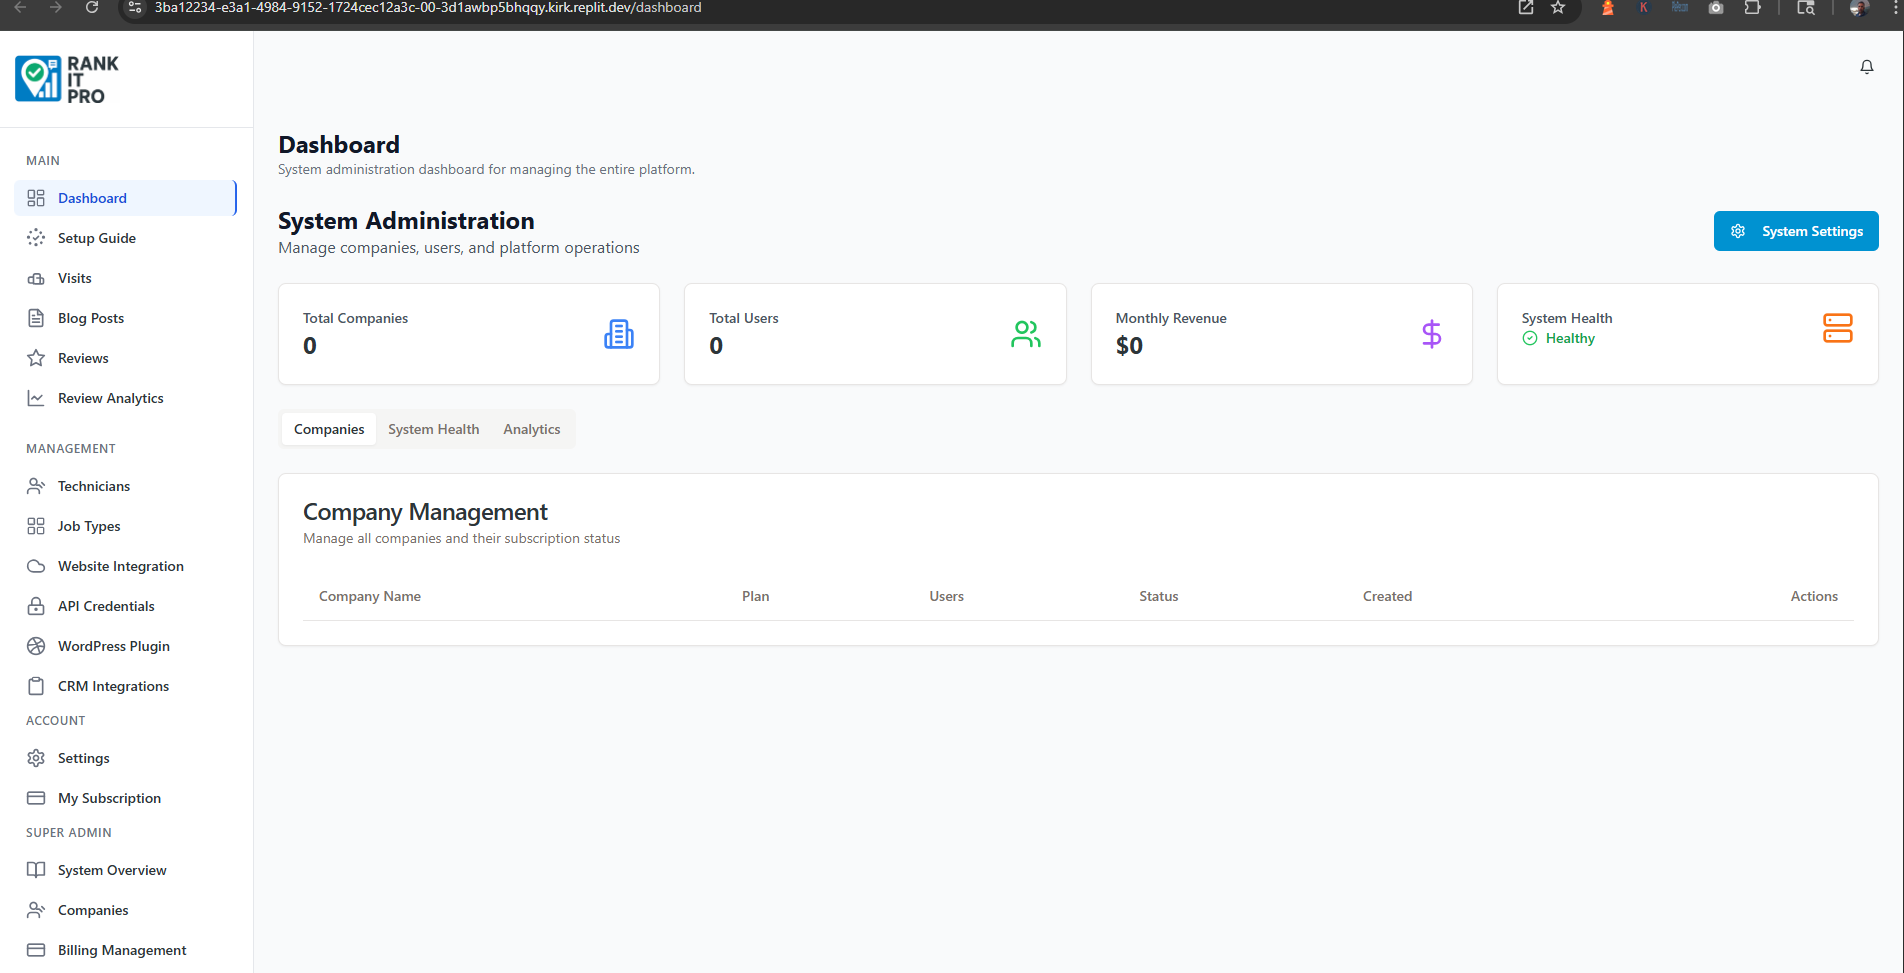 3ba12234-e3a1-4984-9152-1724cec12a3c-00-3d1awbp5bhqqy.kirk.replit.dev/dashboard
RANK
IT
PRO
MAIN
Dashboard
Setup Guide
Visits
Blog Posts
Reviews
Review Analytics
MANAGEMENT
Technicians
Job Types
Website Integration
API Credentials
WordPress Plugin
CRM Integrations
ACCOUNT
Settings
My Subscription
SUPER ADMIN
System Overview
Companies
Billing Management
Dashboard
System administration dashboard for managing the entire platform.
System Administration
Manage companies, users, and platform operations
System Settings
Total Companies
0
Total Users
0
Monthly Revenue
$0
System Health
Healthy
Companies System Health Analytics
Company Management
Manage all companies and their subscription status
Company Name Plan Users Status Created Actions